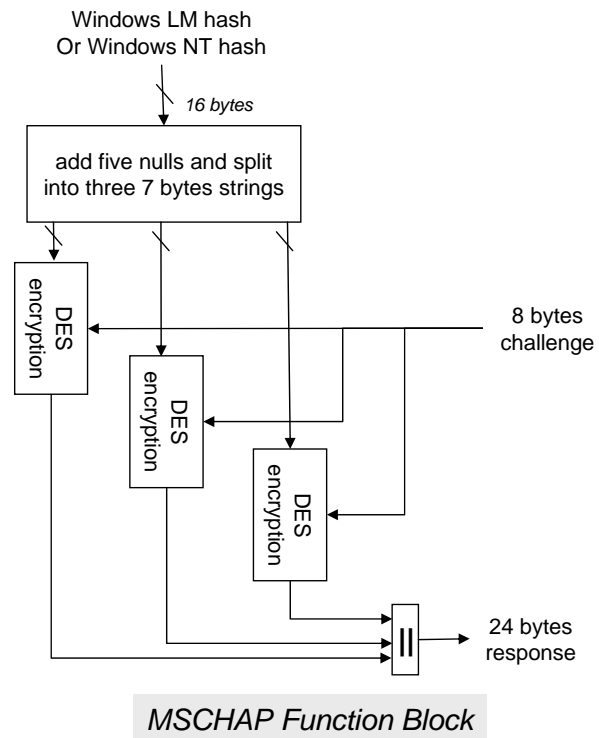 Windows LM hash
Or Windows NT hash
16 bytes
add five nulls and split
into three 7 bytes strings
DES
encryption
8 bytes
challenge
DES
encryption
DES
encryption
||
24 bytes
response
MSCHAP Function Block